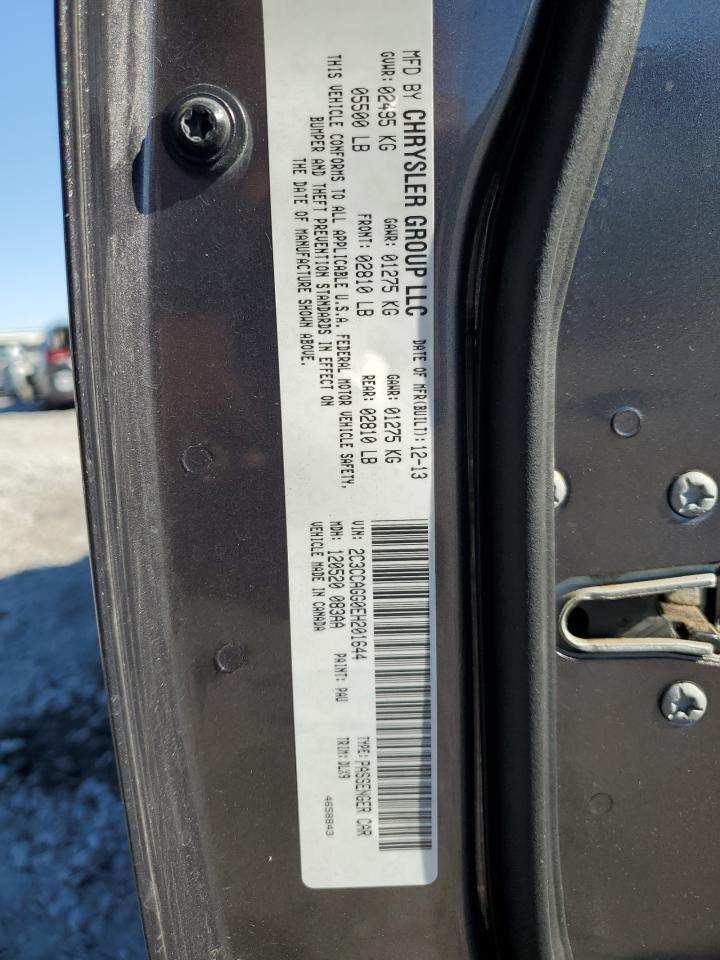 MFD BY CHRYSLER GROUP LLC DATE OF MFR(BUILT): 12-13
GVWR: 02495 KG GAWR: 01275 KG GAWR: 01275 KG
05500 LB FRONT: 02810 LB REAR: 02810 LB
THIS VEHICLE CONFORMS TO ALL APPLICABLE U.S.A. FEDERAL MOTOR VEHICLE SAFETY,
BUMPER AND THEFT PREVENTION STANDARDS IN EFFECT ON
THE DATE OF MANUFACTURE SHOWN ABOVE.
VIN: 2C3CCAGG0EH201644 TYPE: PASSENGER CAR
MDH: 120520 083AA PAINT: PAU TRIM: DLX9
VEHICLE MADE IN CANADA 4658843